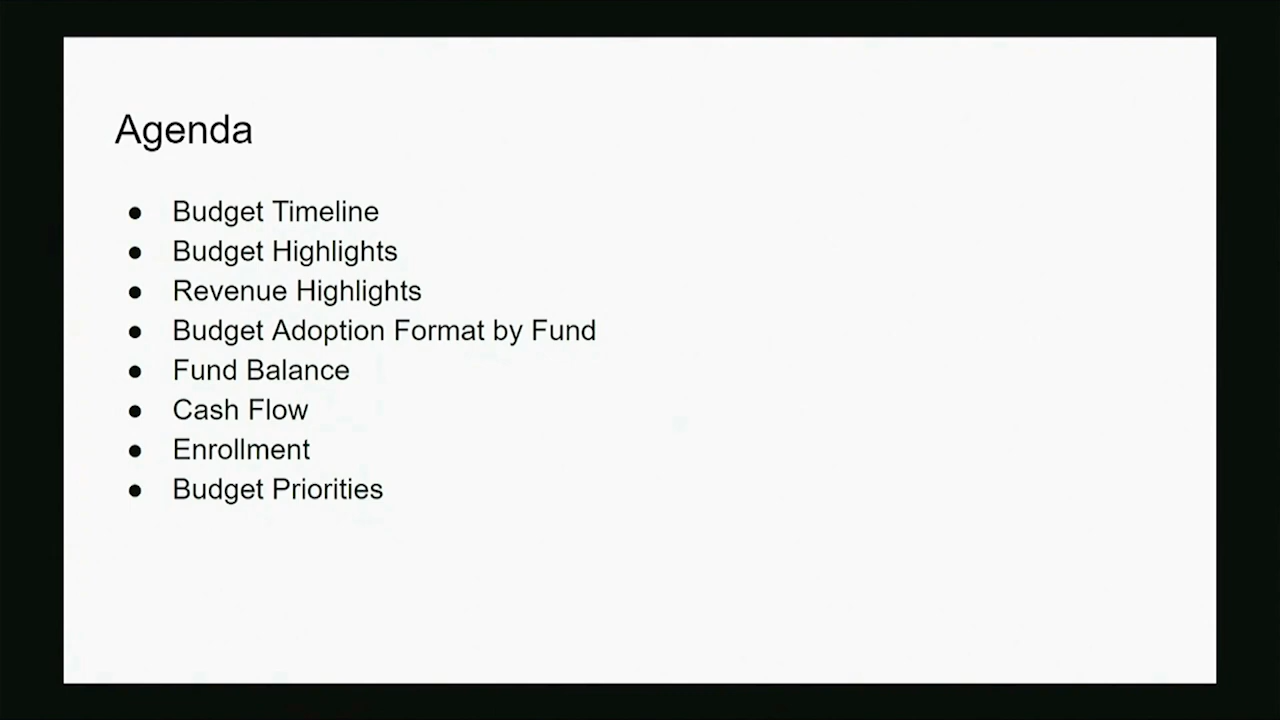 Agenda
● Budget Timeline
● Budget Highlights
● Revenue Highlights
● Budget Adoption Format by Fund
● Fund Balance
● Cash Flow
● Enrollment
● Budget Priorities